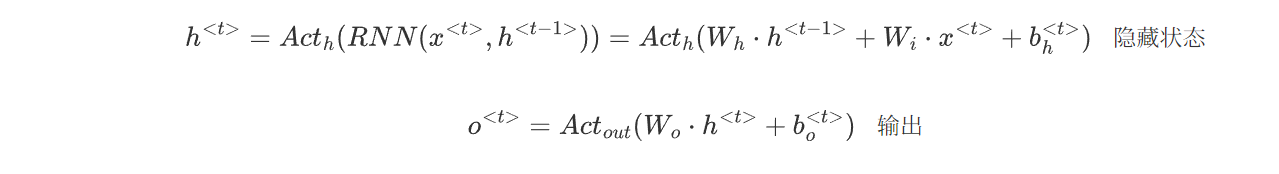 h^{<t>} = Act_h(RNN(x^{<t>}, h^{<t-1>})) = Act_h(W_h · h^{<t-1>} + W_i · x^{<t>} + b_h^{<t>}) 隐藏状态
o^{<t>} = Act_{out}(W_o · h^{<t>} + b_o^{<t>}) 输出